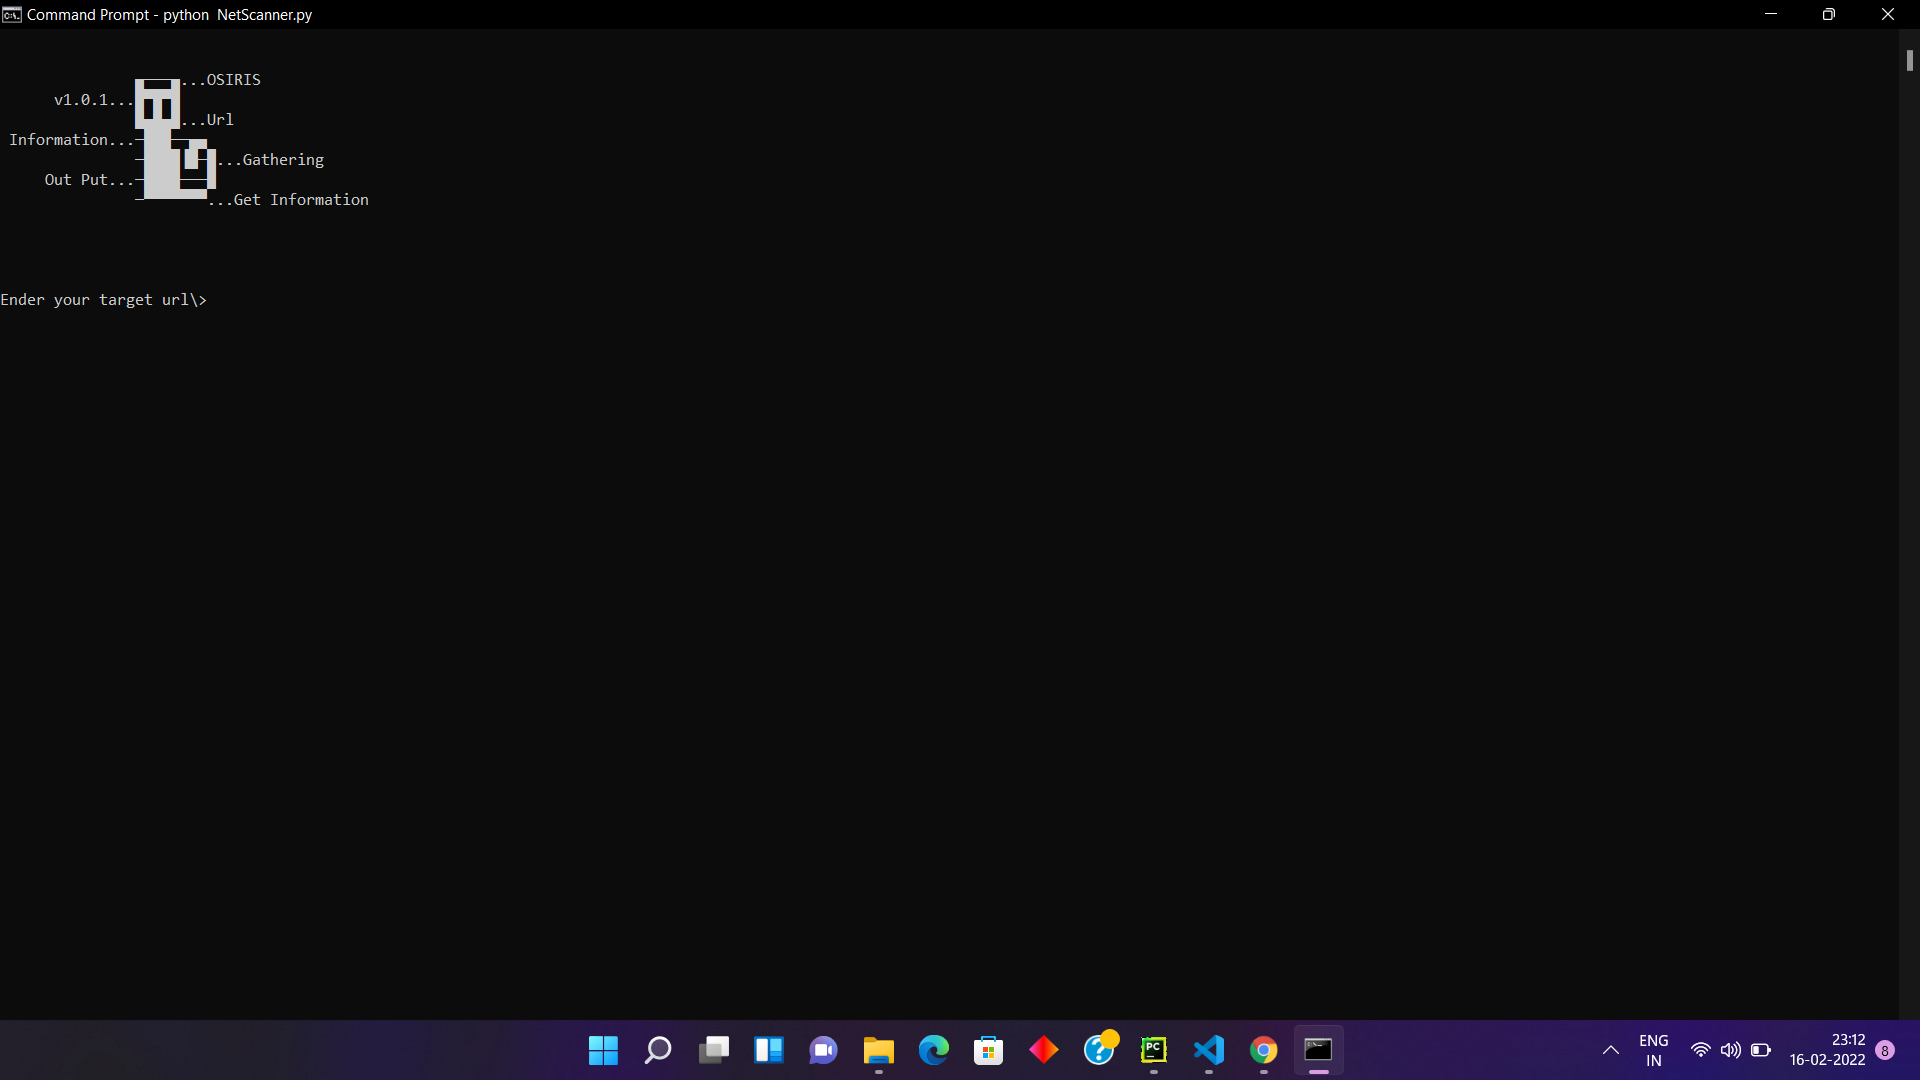 Command Prompt - python  NetScanner.py
...OSIRIS
v1.0.1...
...Url
Information...
...Gathering
Out Put...
...Get Information
Ender your target url\>
PC
ENG
IN
23:12
16-02-2022
8